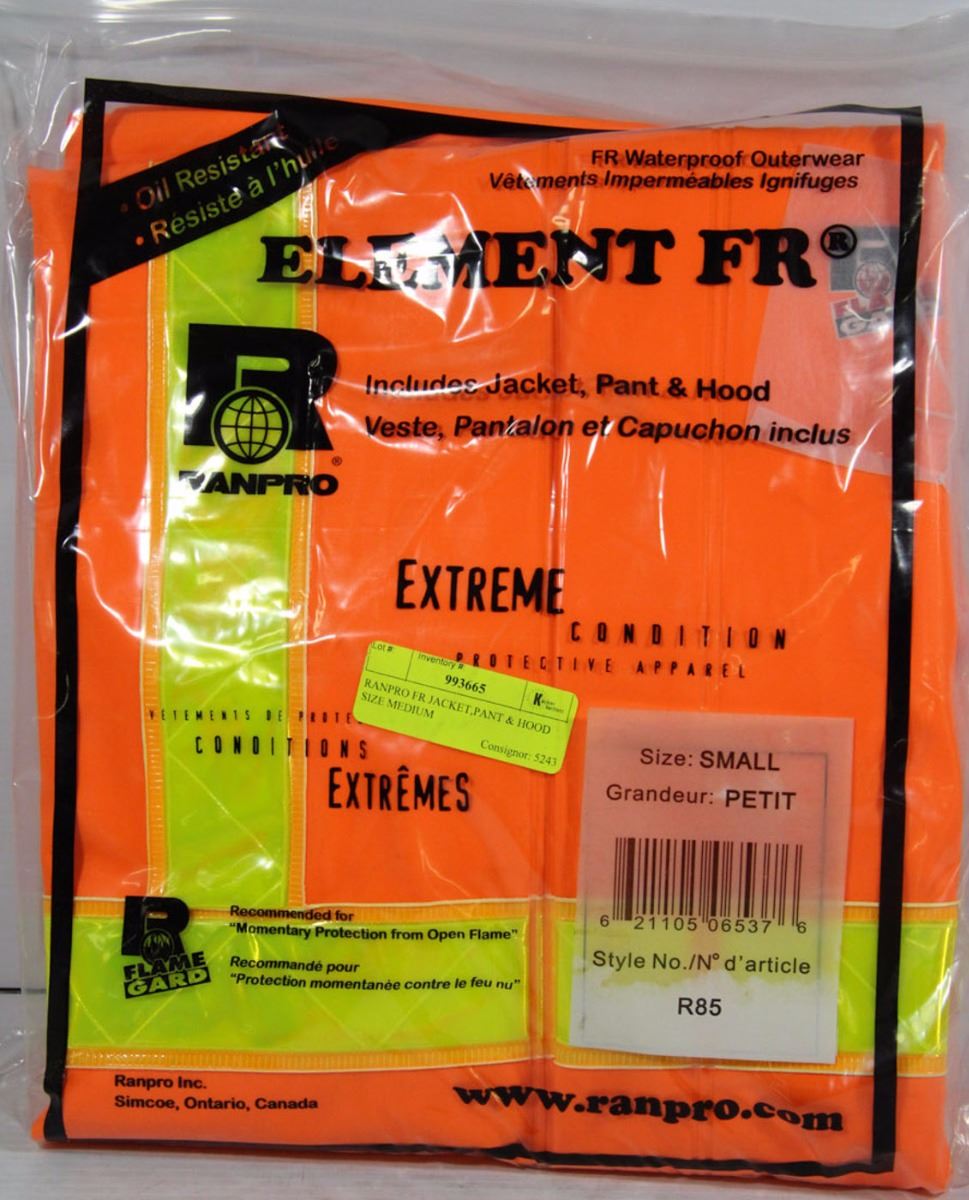 • Oil Resistant
• Résiste à l'huile
FR Waterproof Outerwear
Vêtements Imperméables Ignifuges
ELEMENT FR®
R
RANPRO®
Includes Jacket, Pant & Hood
Veste, Pantalon et Capuchon inclus
EXTREME
CONDITION
PROTECTIVE APPAREL
Lot #:
Inventory #:
993665
RANPRO FR JACKET,PANT & HOOD
SIZE MEDIUM
Consignor: 5243
VETEMENTS DE PROTE
CONDITIONS
EXTRÊMES
Size: SMALL
Grandeur: PETIT
6 21105 06537 6
Style No./N° d'article
R85
R
FLAME
GARD
Recommended for
"Momentary Protection from Open Flame"
Recommandé pour
"Protection momentanée contre le feu nu"
Ranpro Inc.
Simcoe, Ontario, Canada
www.ranpro.com